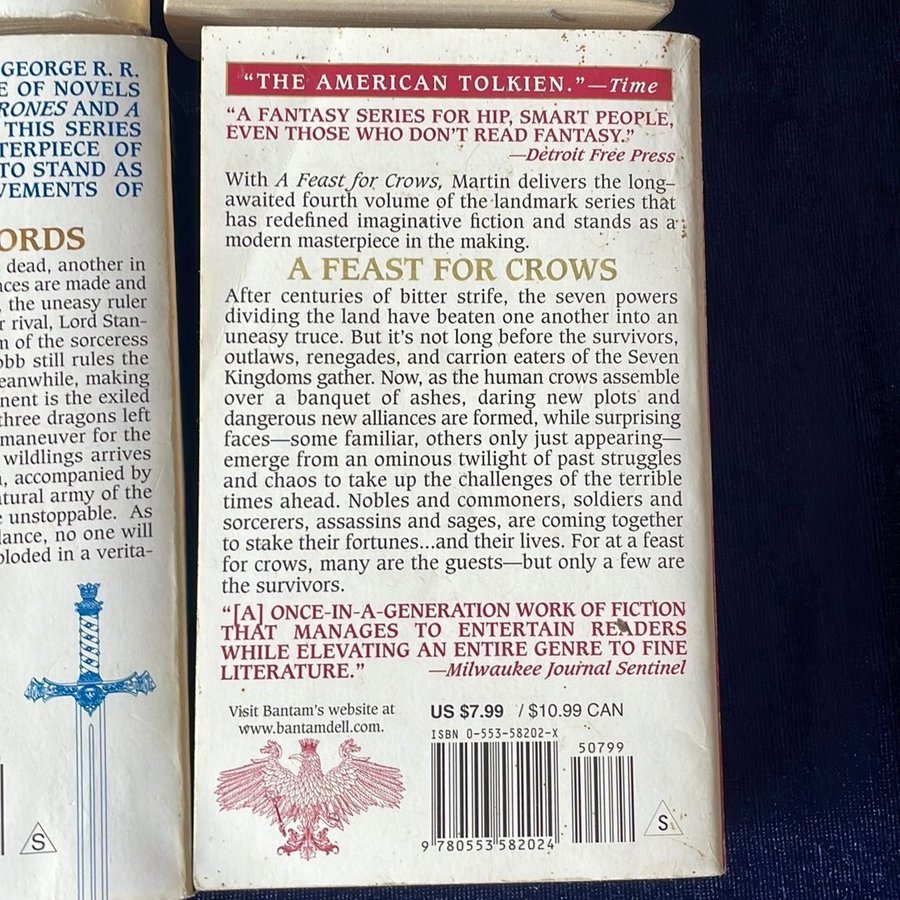 GEORGE R. R.
E OF NOVELS
RONES AND A
THIS SERIES
TERPIECE OF
TO STAND AS
VEMENTS OF
ORDS
dead, another in
nces are made and
, the uneasy ruler
r rival, Lord Stan-
m of the sorceress
obb still rules the
eanwhile, making
nent is the exiled
three dragons left
maneuver for the
wildlings arrives
, accompanied by
atural army of the
e unstoppable. As
lance, no one will
ploded in a verita-
S
"THE AMERICAN TOLKIEN."—Time
"A FANTASY SERIES FOR HIP, SMART PEOPLE,
EVEN THOSE WHO DON'T READ FANTASY."
—Detroit Free Press
With A Feast for Crows, Martin delivers the long-
awaited fourth volume of the landmark series that
has redefined imaginative fiction and stands as a
modern masterpiece in the making.
A FEAST FOR CROWS
After centuries of bitter strife, the seven powers
dividing the land have beaten one another into an
uneasy truce. But it's not long before the survivors,
outlaws, renegades, and carrion eaters of the Seven
Kingdoms gather. Now, as the human crows assemble
over a banquet of ashes, daring new plots and
dangerous new alliances are formed, while surprising
faces—some familiar, others only just appearing—
emerge from an ominous twilight of past struggles
and chaos to take up the challenges of the terrible
times ahead. Nobles and commoners, soldiers and
sorcerers, assassins and sages, are coming together
to stake their fortunes...and their lives. For at a feast
for crows, many are the guests—but only a few are
the survivors.
"[A] ONCE-IN-A-GENERATION WORK OF FICTION
THAT MANAGES TO ENTERTAIN READERS
WHILE ELEVATING AN ENTIRE GENRE TO FINE
LITERATURE." —Milwaukee Journal Sentinel
Visit Bantam's website at
www.bantamdell.com.
US $7.99 / $10.99 CAN
ISBN 0-553-58202-X
50799
9 780553 582024
S